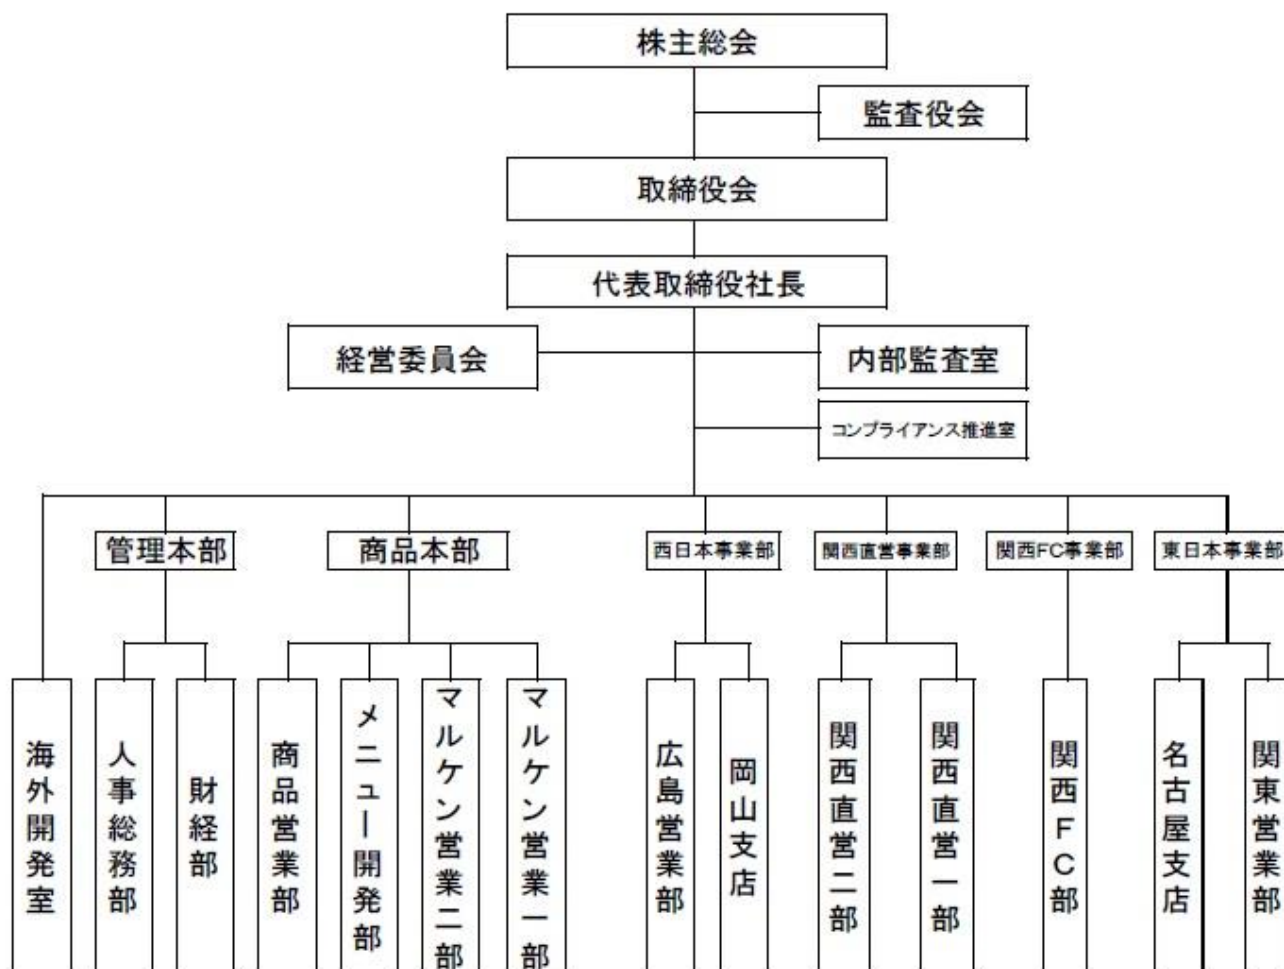 株主総会
監査役会
取締役会
代表取締役社長
経営委員会
内部監査室
コンプライアンス推進室
管理本部
商品本部
西日本事業部
関西直営事業部
関西FC事業部
東日本事業部
海外開発室
人事総務部
財経部
商品営業部
メニュー開発部
マルケン営業二部
マルケン営業一部
広島営業部
岡山支店
関西直営二部
関西直営一部
関西FC部
名古屋支店
関東営業部